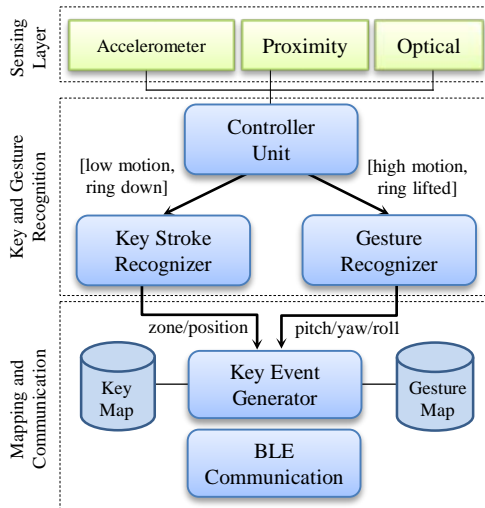 Sensing
Layer
Accelerometer
Proximity
Optical
Key and Gesture
Recognition
Controller
Unit
[low motion,
ring down]
[high motion,
ring lifted]
Key Stroke
Recognizer
Gesture
Recognizer
Mapping and
Communication
zone/position
pitch/yaw/roll
Key
Map
Key Event
Generator
Gesture
Map
BLE
Communication